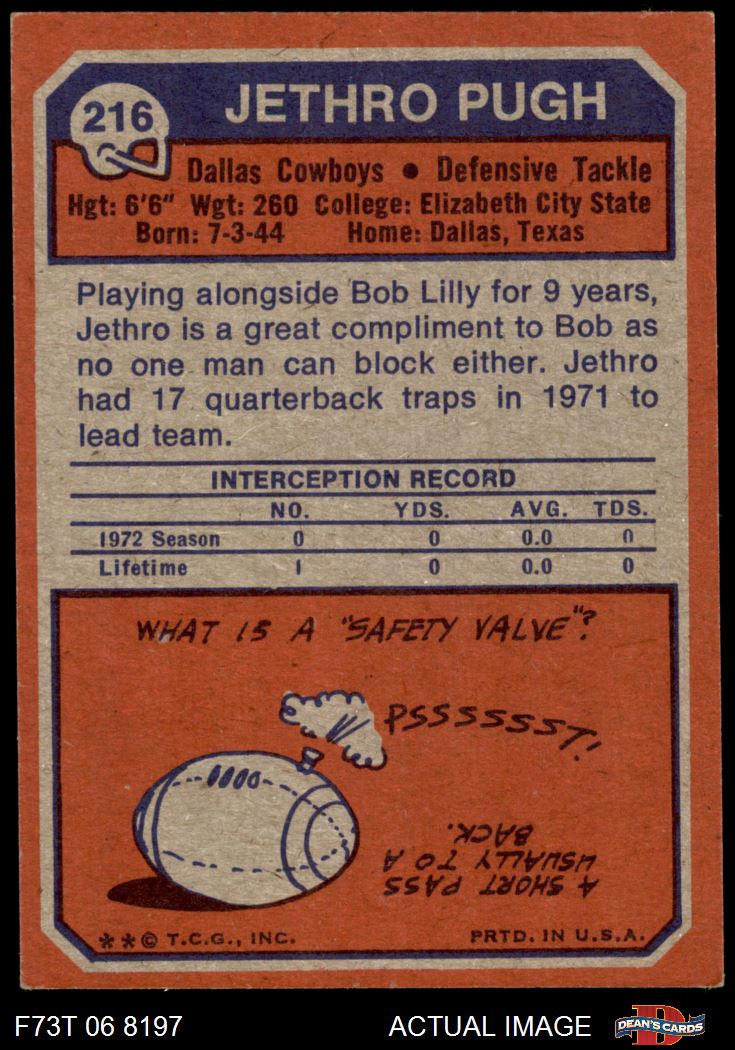 216
JETHRO PUGH
Dallas Cowboys • Defensive Tackle
Hgt: 6'6" Wgt: 260 College: Elizabeth City State
Born: 7-3-44 Home: Dallas, Texas
Playing alongside Bob Lilly for 9 years,
Jethro is a great compliment to Bob as
no one man can block either. Jethro
had 17 quarterback traps in 1971 to
lead team.
INTERCEPTION RECORD
NO. YDS. AVG. TDS.
1972 Season 0 0 0.0 0
Lifetime 1 0 0.0 0
WHAT IS A "SAFETY VALVE"?
PSSSSSSST!
A SHORT PASS
USUALLY TO A
BACK.
**© T.C.G., INC. PRTD. IN U.S.A.
F73T 06 8197 ACTUAL IMAGE D DEAN'S CARDS